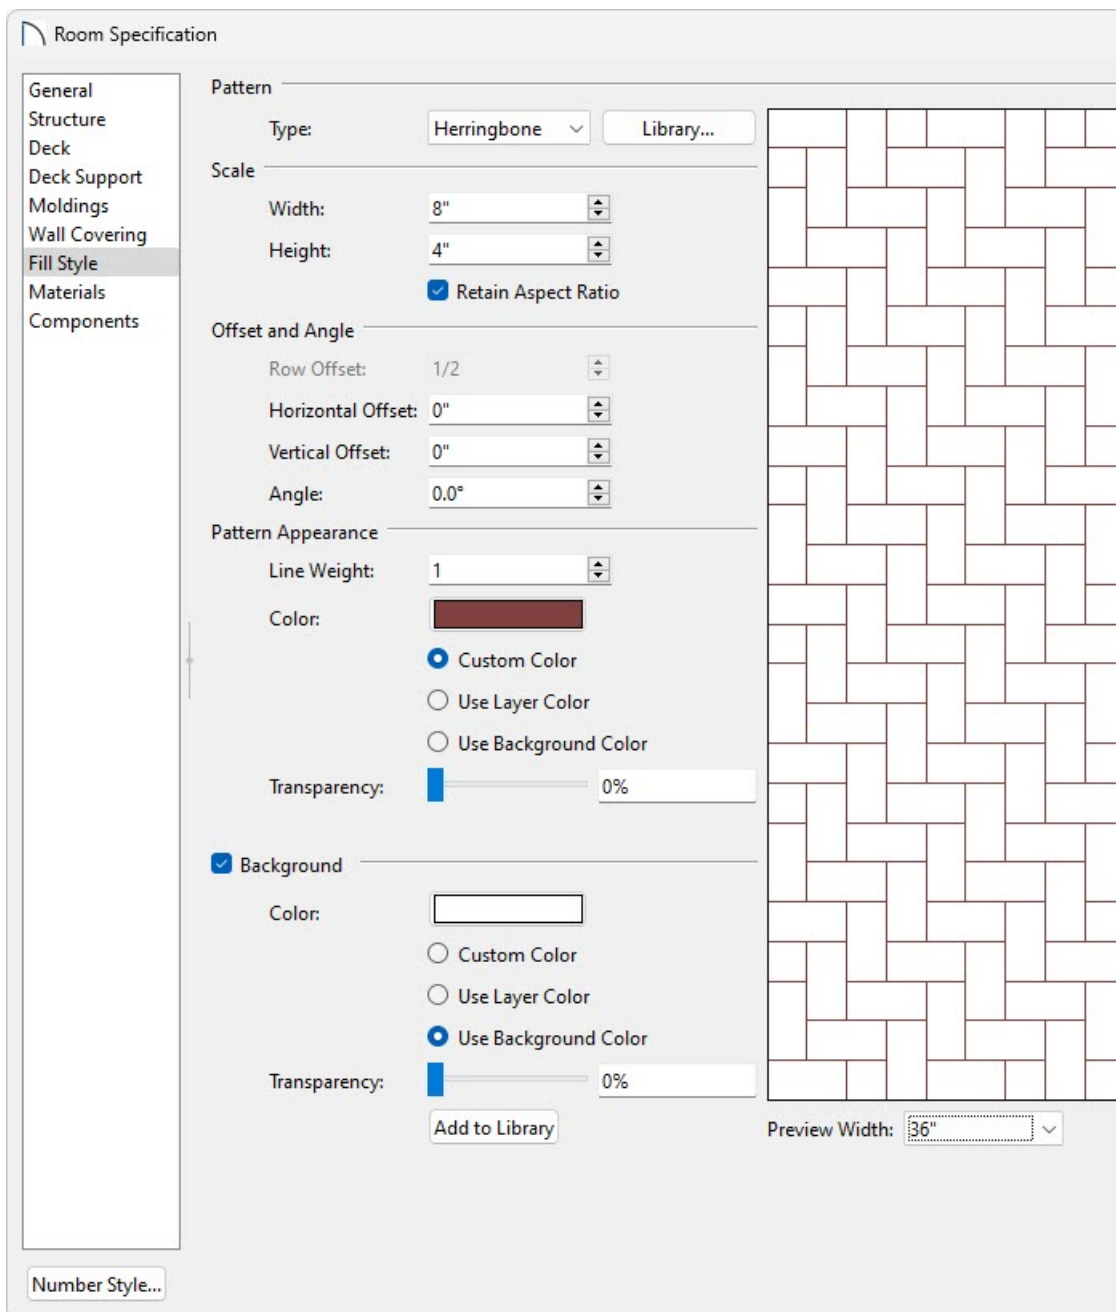 Room Specification
General
Structure
Deck
Deck Support
Moldings
Wall Covering
Fill Style
Materials
Components
Number Style...
Pattern
Type: Herringbone Library...
Scale
Width: 8"
Height: 4"
Retain Aspect Ratio
Offset and Angle
Row Offset: 1/2
Horizontal Offset: 0"
Vertical Offset: 0"
Angle: 0.0°
Pattern Appearance
Line Weight: 1
Color:
Custom Color
Use Layer Color
Use Background Color
Transparency: 0%
Background
Color:
Custom Color
Use Layer Color
Use Background Color
Transparency: 0%
Add to Library
Preview Width: 36"